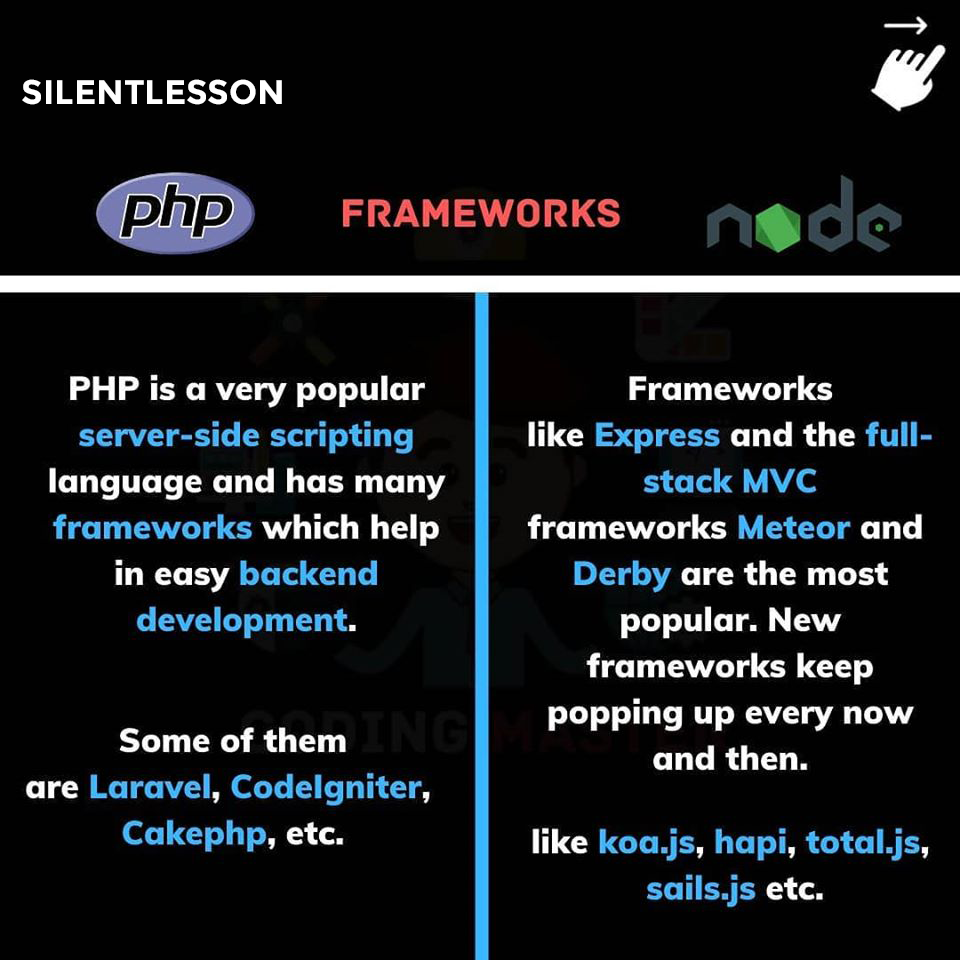 SILENTLESSON
php
FRAMEWORKS
node
PHP is a very popular
server-side scripting
language and has many
frameworks which help
in easy backend
development.
Some of them
are Laravel, CodeIgniter,
Cakephp, etc.
Frameworks
like Express and the full-
stack MVC
frameworks Meteor and
Derby are the most
popular. New
frameworks keep
popping up every now
and then.
like koa.js, hapi, total.js,
sails.js etc.
CODING MASTER